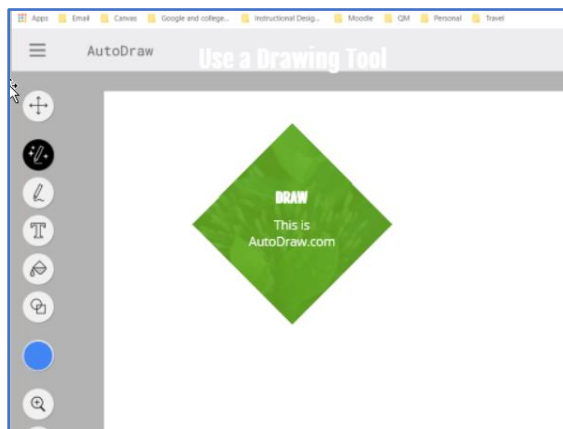 Apps Email Canvas Google and college... Instructional Desig... Moodle QM Personal Travel
AutoDraw
Use a Drawing Tool
DRAW
This is
AutoDraw.com
T